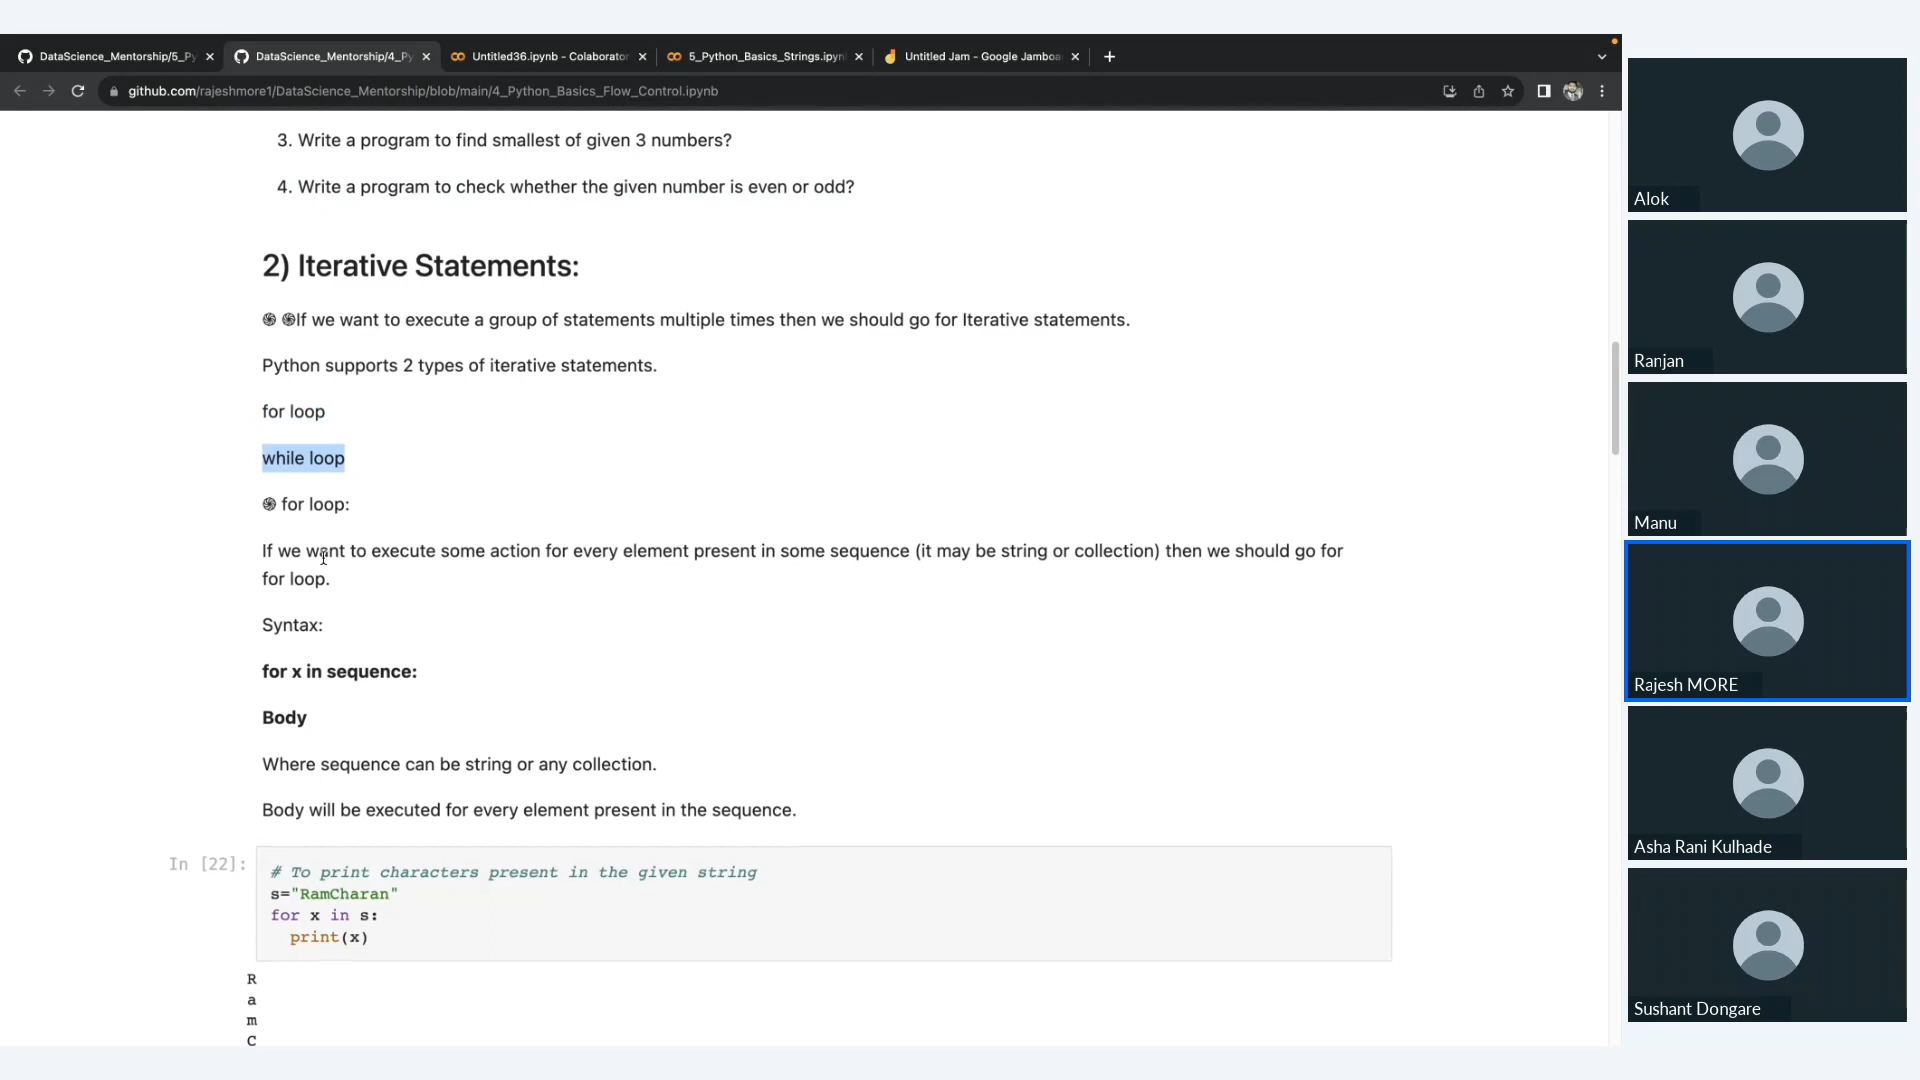 DataScience_Mentorship/5_Py
DataScience_Mentorship/4_Py
Untitled36.ipynb - Colaborator
5_Python_Basics_Strings.ipyn
Untitled Jam - Google Jamboa
github.com/rajeshmore1/DataScience_Mentorship/blob/main/4_Python_Basics_Flow_Control.ipynb
3. Write a program to find smallest of given 3 numbers?
4. Write a program to check whether the given number is even or odd?
2) Iterative Statements:
֍ ֍If we want to execute a group of statements multiple times then we should go for Iterative statements.
Python supports 2 types of iterative statements.
for loop
while loop
֍ for loop:
If we want to execute some action for every element present in some sequence (it may be string or collection) then we should go for
for loop.
Syntax:
for x in sequence:
Body
Where sequence can be string or any collection.
Body will be executed for every element present in the sequence.
In [22]:
# To print characters present in the given string
s="RamCharan"
for x in s:
print(x)
R
a
m
C
Alok
Ranjan
Manu
Rajesh MORE
Asha Rani Kulhade
Sushant Dongare